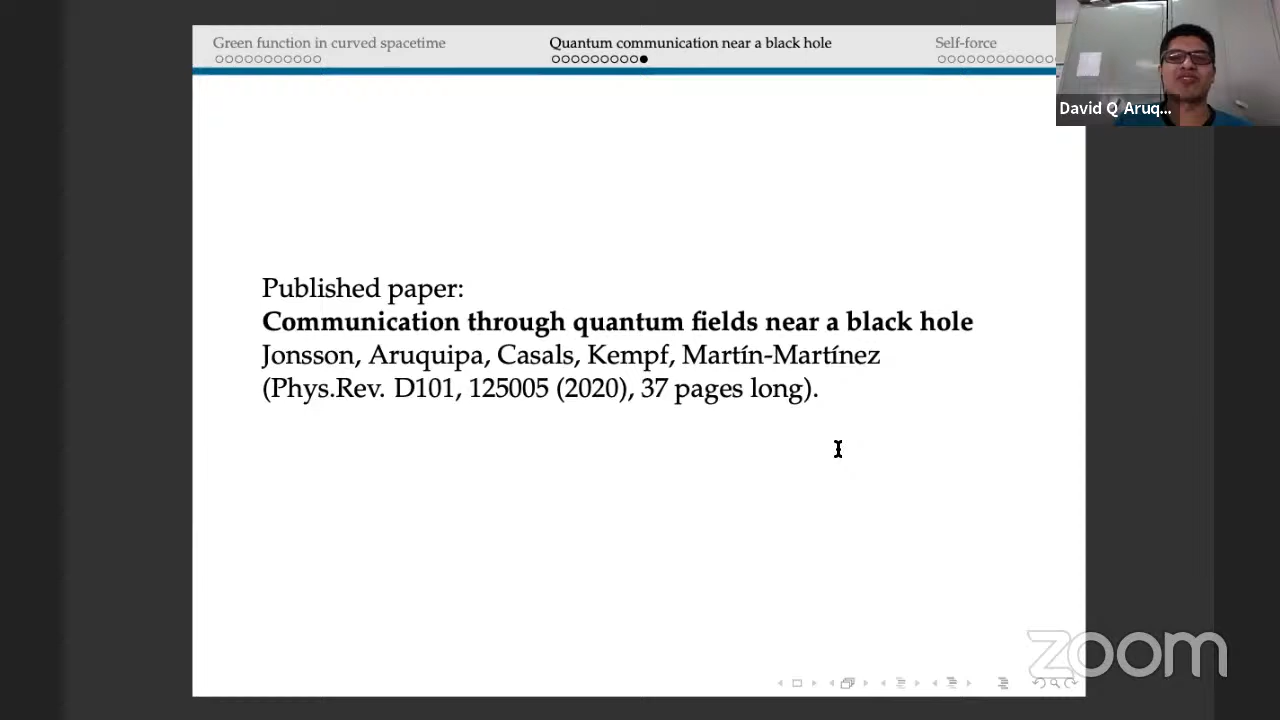 Green function in curved spacetime
Quantum communication near a black hole
Self-force
David Q Aruq...
Published paper:
Communication through quantum fields near a black hole
Jonsson, Aruquipa, Casals, Kempf, Martín-Martínez
(Phys.Rev. D101, 125005 (2020), 37 pages long).
zoom